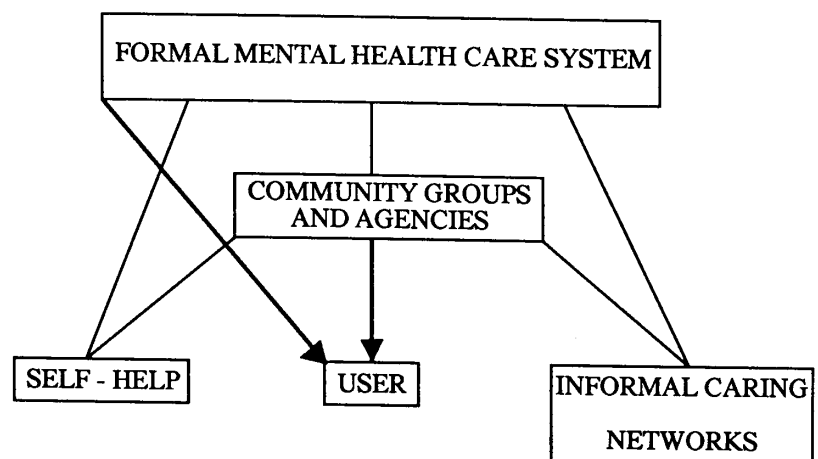 FORMAL MENTAL HEALTH CARE SYSTEM
COMMUNITY GROUPS
AND AGENCIES
SELF - HELP
USER
INFORMAL CARING
NETWORKS